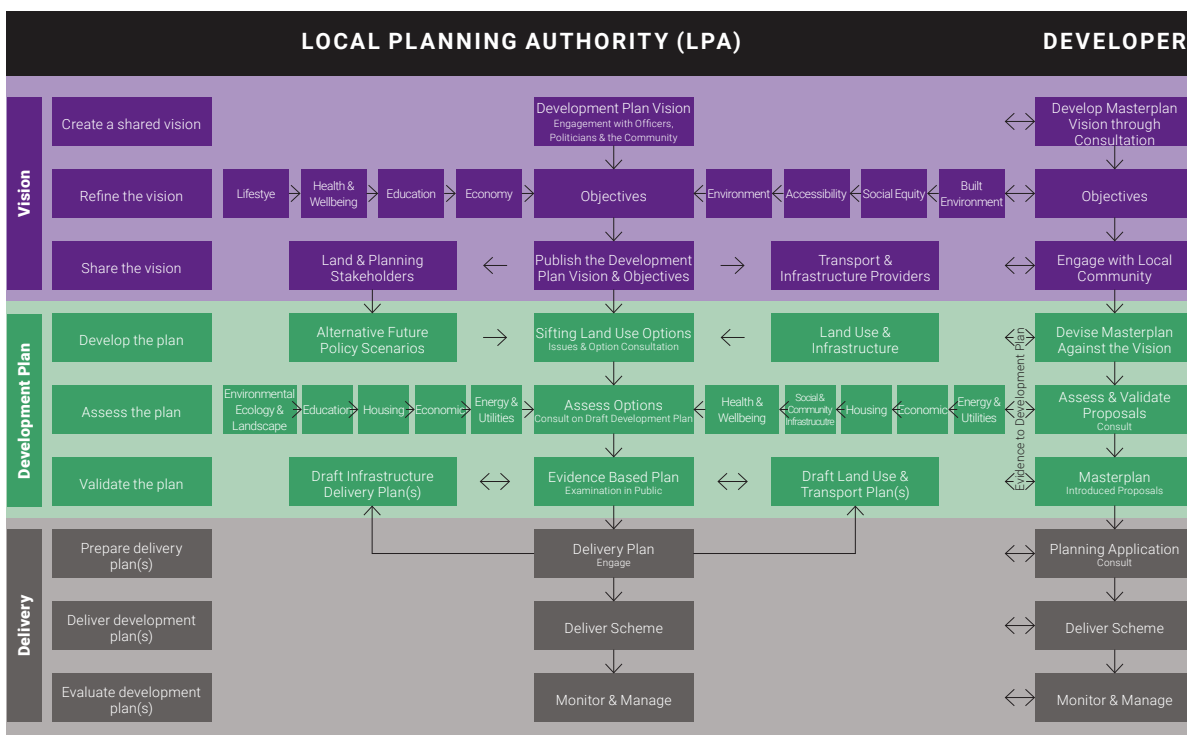 LOCAL PLANNING AUTHORITY (LPA)
DEVELOPER
Vision
Create a shared vision
Development Plan Vision
Engagement with Officers,
Politicians & the Community
Develop Masterplan
Vision through
Consultation
Refine the vision
Lifestye
Health &
Wellbeing
Education
Economy
Objectives
Environment
Accessibility
Social Equity
Built
Environment
Objectives
Share the vision
Land & Planning
Stakeholders
Publish the Development
Plan Vision & Objectives
Transport &
Infrastructure Providers
Engage with Local
Community
Development Plan
Develop the plan
Alternative Future
Policy Scenarios
Sifting Land Use Options
Issues & Option Consultation
Land Use &
Infrastructure
Evidence to Development Plan
Devise Masterplan
Against the Vision
Assess the plan
Environmental
Ecology &
Landscape
Education
Housing
Economic
Energy &
Utilities
Assess Options
Consult on Draft Development Plan
Health &
Wellbeing
Social &
Community
Infrastrucutre
Housing
Economic
Energy &
Utilities
Assess & Validate
Proposals
Consult
Validate the plan
Draft Infrastructure
Delivery Plan(s)
Evidence Based Plan
Examination in Public
Draft Land Use &
Transport Plan(s)
Masterplan
Introduced Proposals
Delivery
Prepare delivery
plan(s)
Delivery Plan
Engage
Planning Application
Consult
Deliver development
plan(s)
Deliver Scheme
Deliver Scheme
Evaluate development
plan(s)
Monitor & Manage
Monitor & Manage